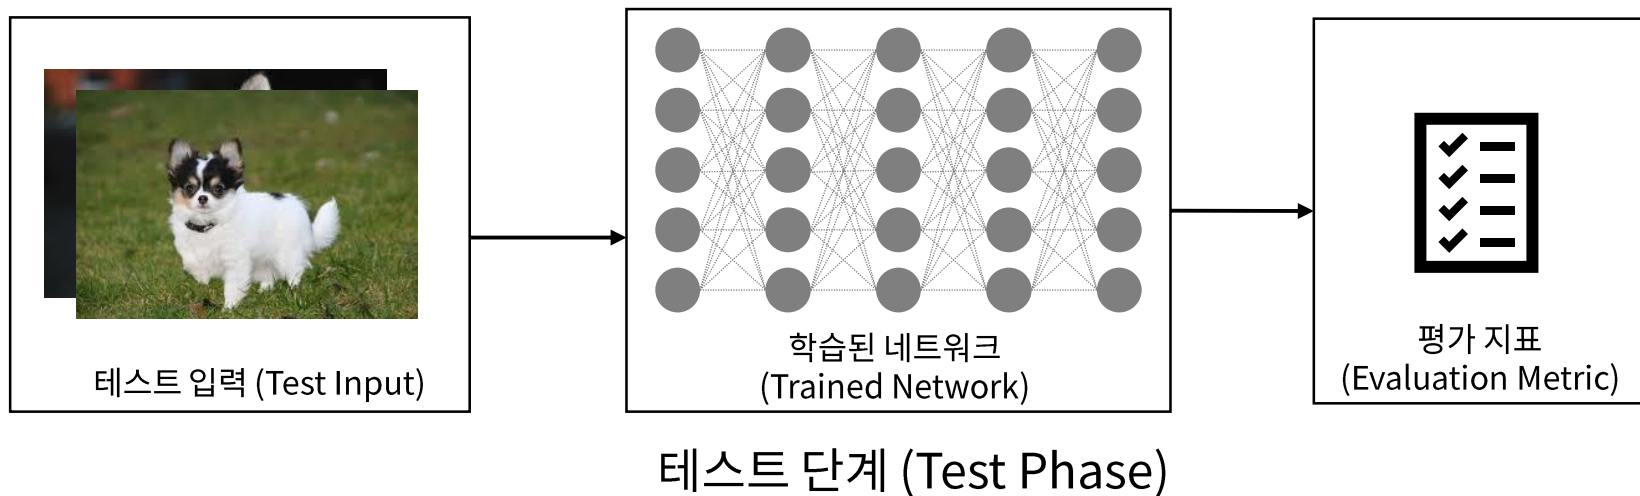 테스트 입력 (Test Input)
학습된 네트워크
(Trained Network)
평가 지표
(Evaluation Metric)
테스트 단계 (Test Phase)